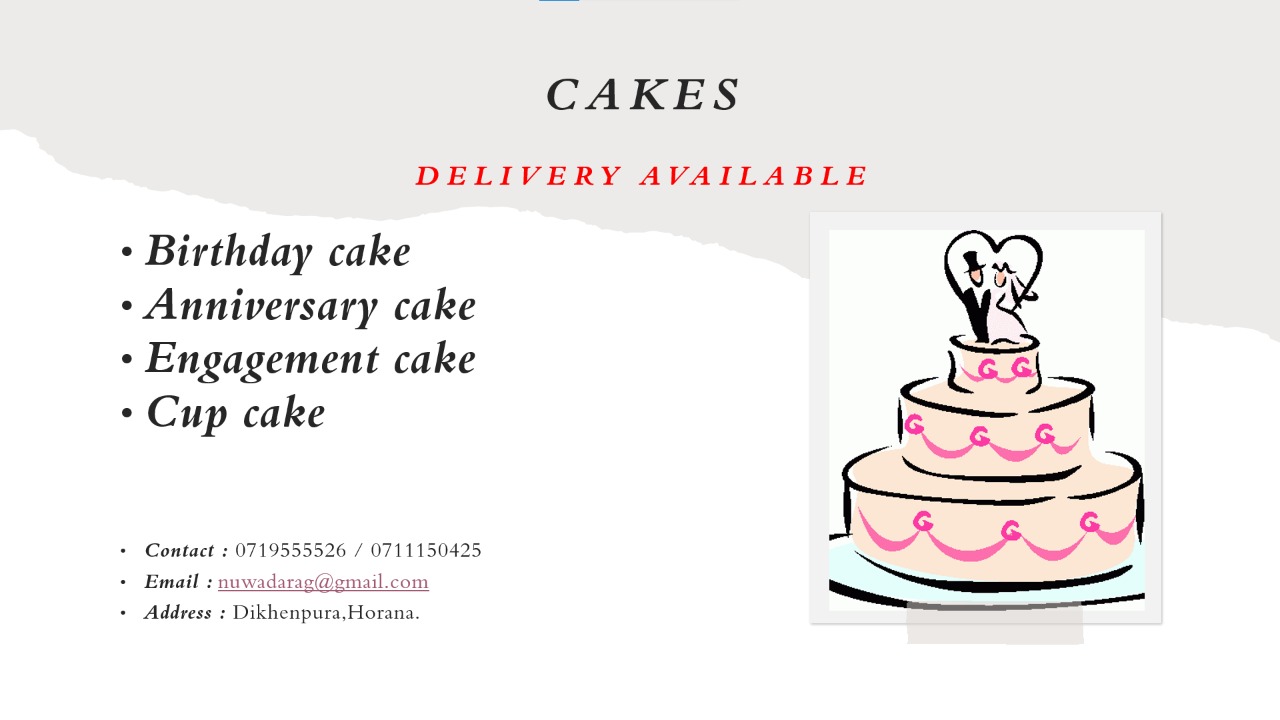 CAKES
DELIVERY AVAILABLE
• Birthday cake
• Anniversary cake
• Engagement cake
• Cup cake
• Contact : 0719555526 / 0711150425
• Email : nuwadarag@gmail.com
• Address : Dikhenpura,Horana.